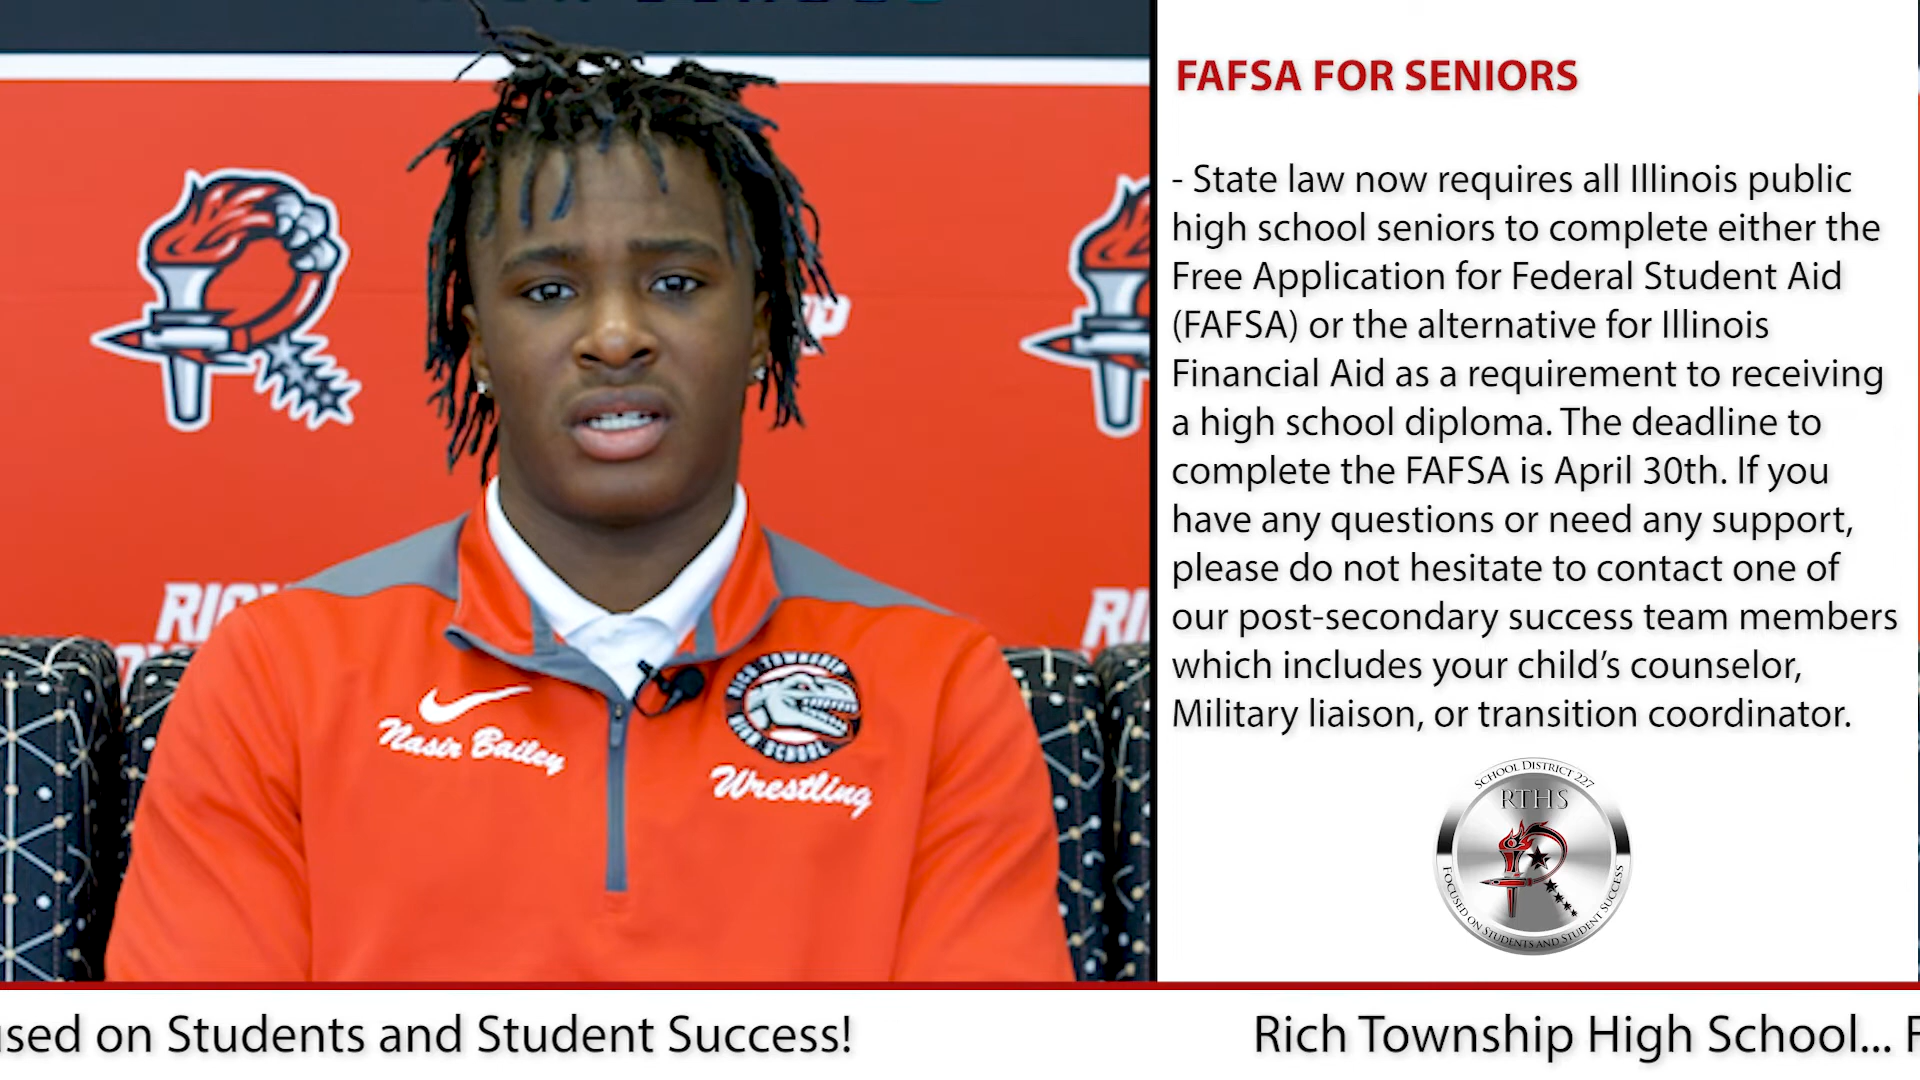 FAFSA FOR SENIORS
- State law now requires all Illinois public
high school seniors to complete either the
Free Application for Federal Student Aid
(FAFSA) or the alternative for Illinois
Financial Aid as a requirement to receiving
a high school diploma. The deadline to
complete the FAFSA is April 30th. If you
have any questions or need any support,
please do not hesitate to contact one of
our post-secondary success team members
which includes your child’s counselor,
Military liaison, or transition coordinator.
SCHOOL DISTRICT 227
RTHS
FOCUSED ON STUDENTS AND STUDENT SUCCESS
Nasir Bailey
RICH TOWNSHIP
HIGH SCHOOL
Wrestling
used on Students and Student Success!
Rich Township High School... F